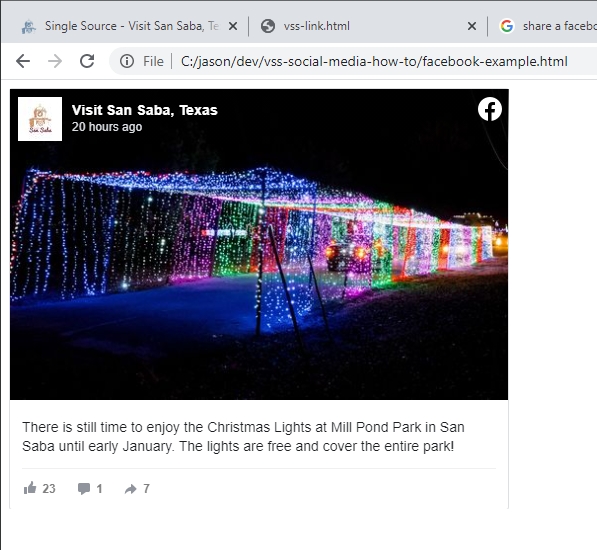 Single Source - Visit San Saba, Te
vss-link.html
share a facebo
File
C:/jason/dev/vss-social-media-how-to/facebook-example.html
San Saba
Visit San Saba, Texas
20 hours ago
There is still time to enjoy the Christmas Lights at Mill Pond Park in San
Saba until early January. The lights are free and cover the entire park!
23 1 7